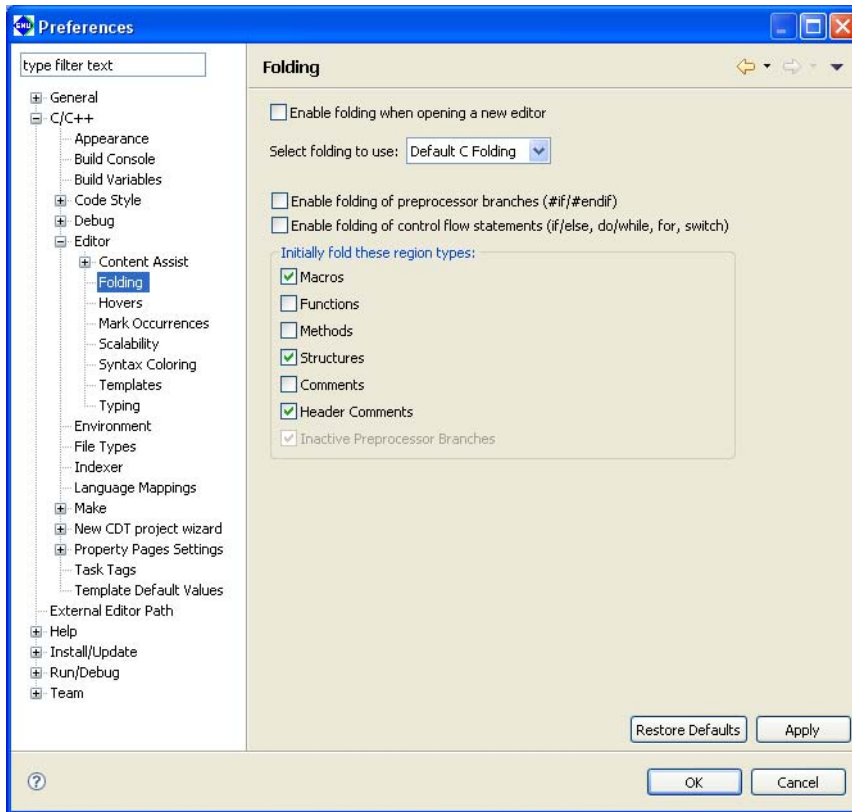 Preferences
type filter text
General
C/C++
Appearance
Build Console
Build Variables
Code Style
Debug
Editor
Content Assist
Folding
Hovers
Mark Occurrences
Scalability
Syntax Coloring
Templates
Typing
Environment
File Types
Indexer
Language Mappings
Make
New CDT project wizard
Property Pages Settings
Task Tags
Template Default Values
External Editor Path
Help
Install/Update
Run/Debug
Team
Folding
Enable folding when opening a new editor
Select folding to use: Default C Folding
Enable folding of preprocessor branches (#if/#endif)
Enable folding of control flow statements (if/else, do/while, for, switch)
Initially fold these region types:
Macros
Functions
Methods
Structures
Comments
Header Comments
Inactive Preprocessor Branches
Restore Defaults Apply
? OK Cancel